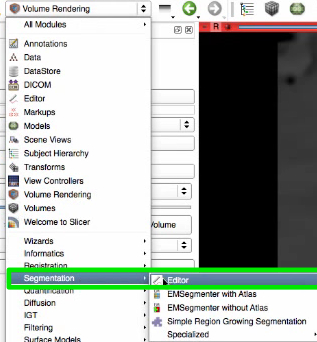 Volume Rendering
All Modules
R
Annotations
Data
DataStore
DICOM
Editor
Markups
Models
Scene Views
Subject Hierarchy
Transforms
View Controllers
Volume Rendering
Volumes
Welcome to Slicer
Volume
Wizards
Informatics
Registration
Segmentation
Editor
Quantification
EMSegmenter with Atlas
Diffusion
EMSegmenter without Atlas
IGT
Simple Region Growing Segmentation
Filtering
Specialized
Surface Models